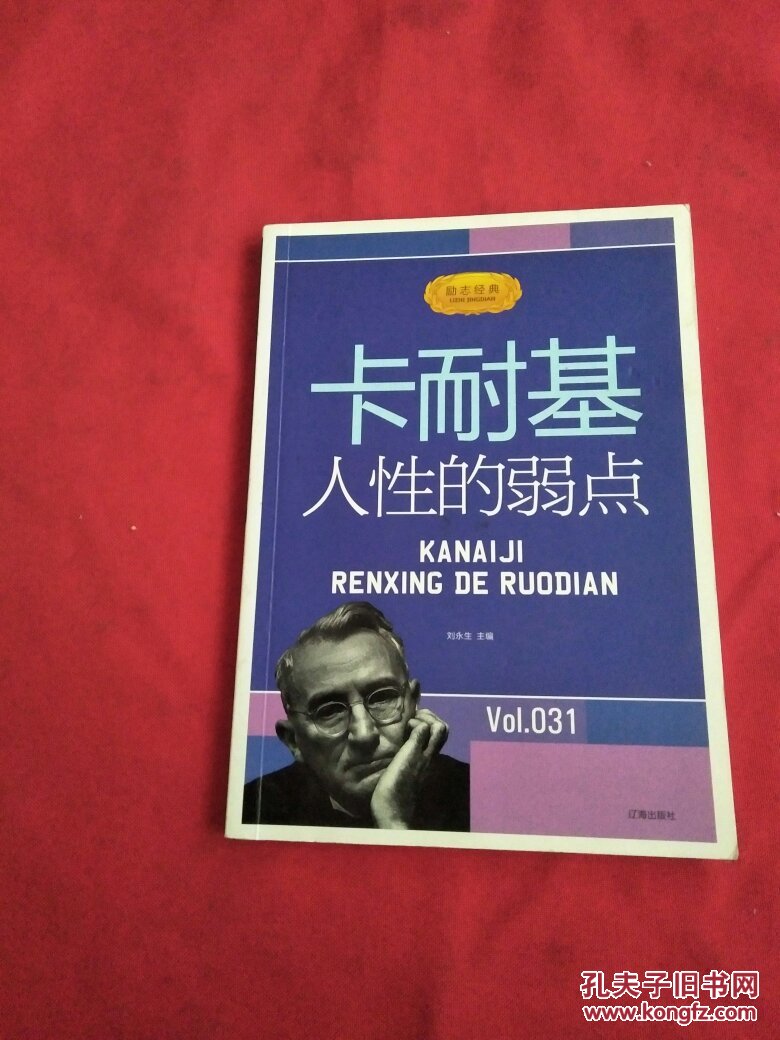 励志经典
LIZHI JINGDIAN
卡耐基
人性的弱点
KANAIJI
RENXING DE RUODIAN
刘永生 主编
Vol.031
辽海出版社
孔夫子旧书网
www.kongfz.com